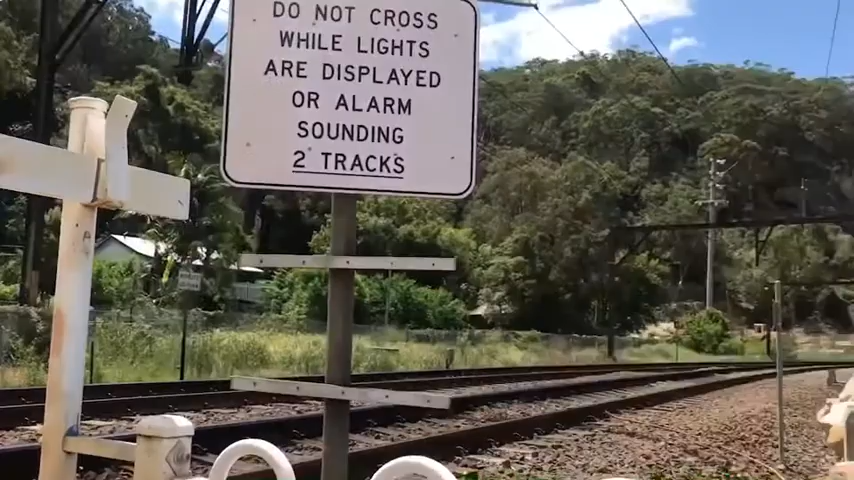 DO NOT CROSS
WHILE LIGHTS
ARE DISPLAYED
OR ALARM
SOUNDING
2 TRACKS